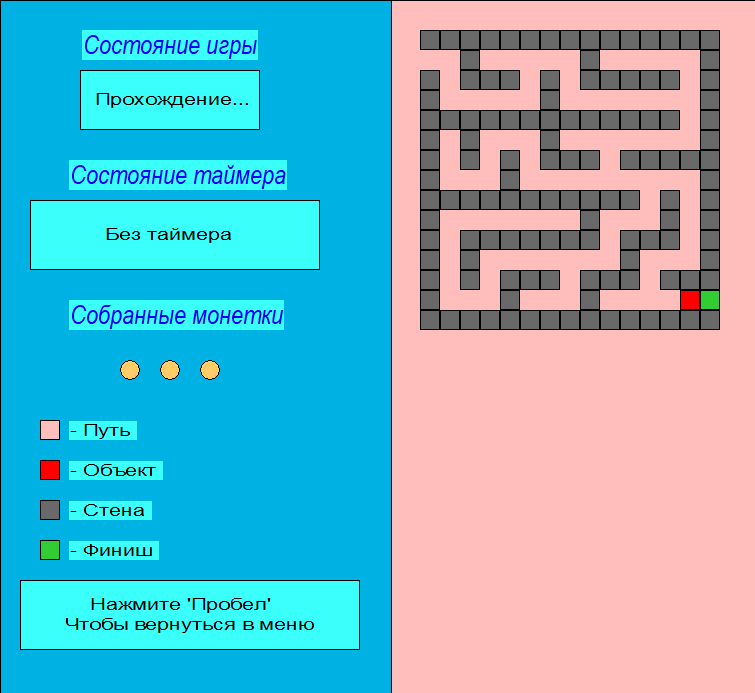 Состояние игры
Прохождение...
Состояние таймера
Без таймера
Собранные монетки
- Путь
- Объект
- Стена
- Финиш
Нажмите 'Пробел'
Чтобы вернуться в меню